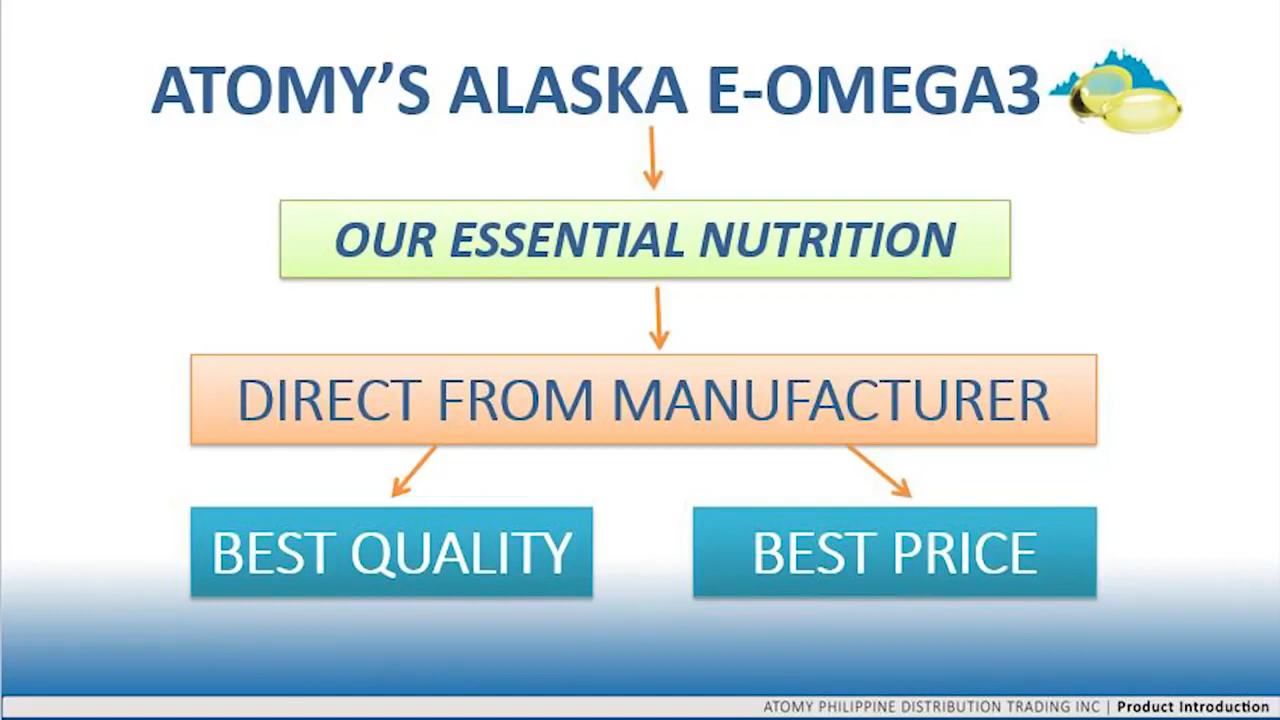 ATOMY'S ALASKA E-OMEGA3
OUR ESSENTIAL NUTRITION
DIRECT FROM MANUFACTURER
BEST QUALITY
BEST PRICE
ATOMY PHILIPPINE DISTRIBUTION TRADING INC | Product Introduction